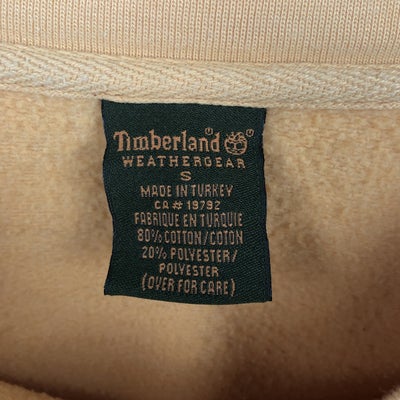 Timberland®
WEATHERGEAR
S
MADE IN TURKEY
CA# 19792
FABRIQUE EN TURQUIE
80% COTTON/COTON
20% POLYESTER/
POLYESTER
(OVER FOR CARE)